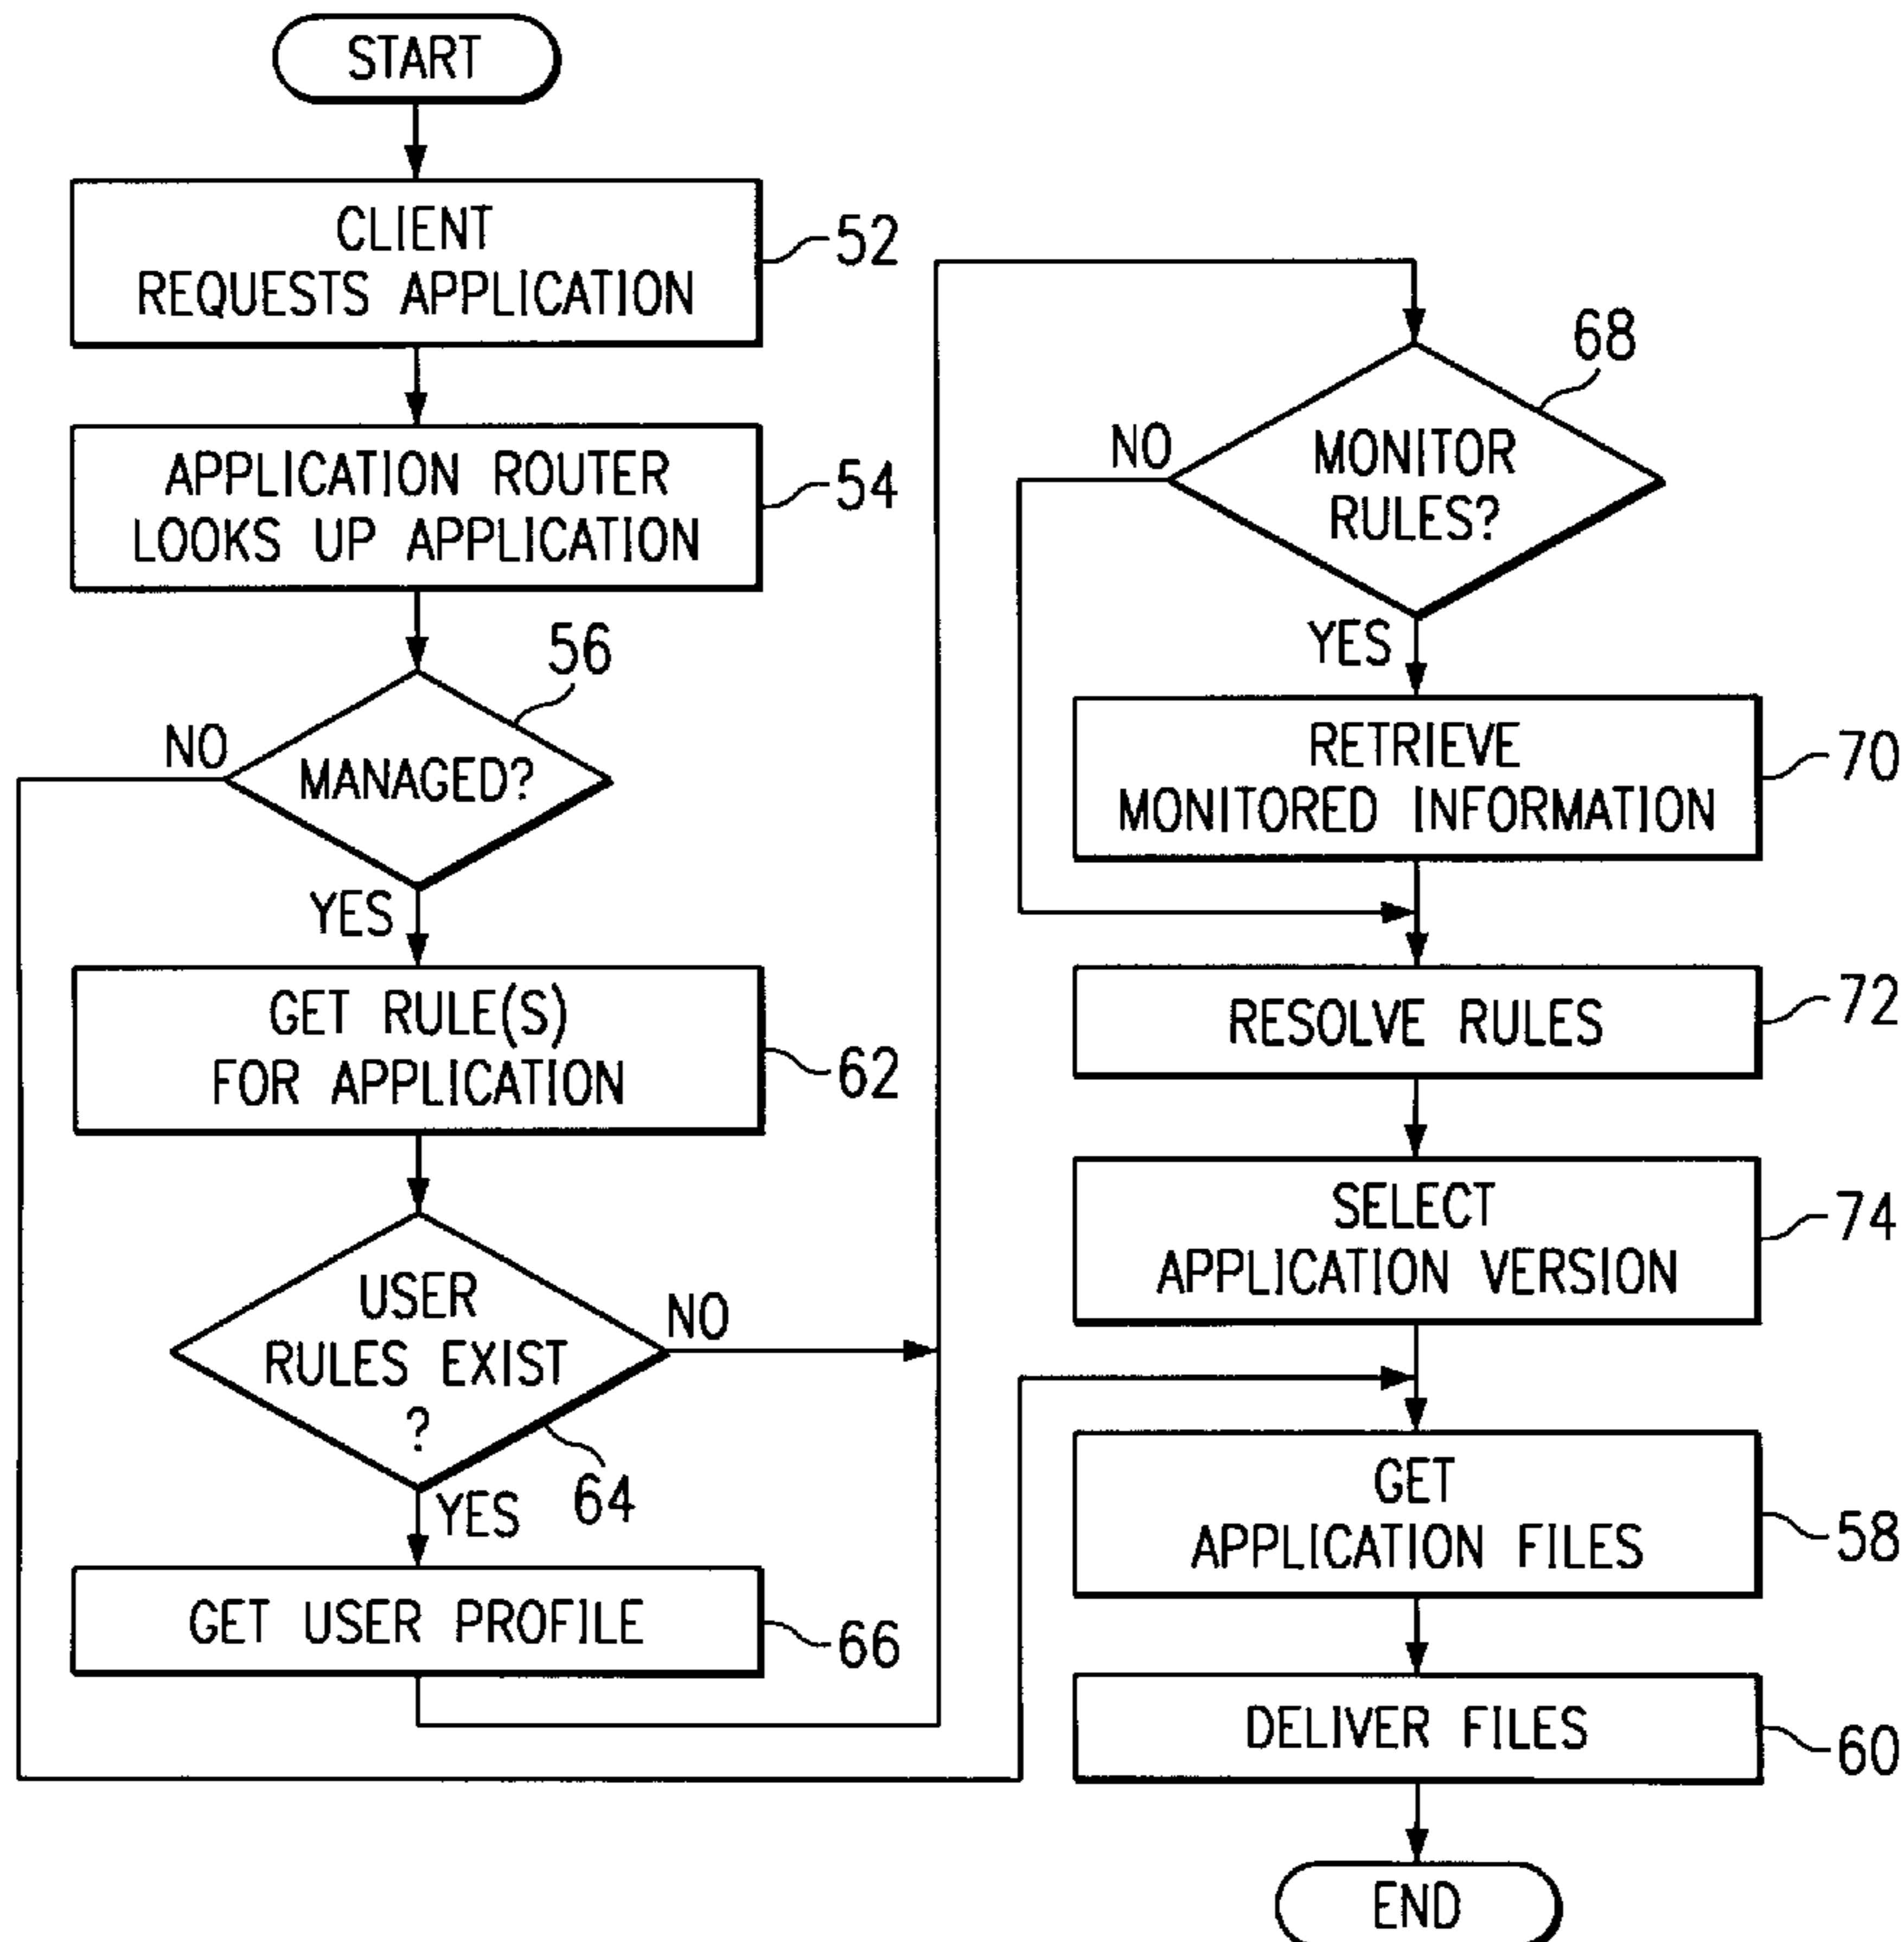 START
CLIENT
REQUESTS APPLICATION
52
APPLICATION ROUTER
LOOKS UP APPLICATION
54
56
NO
MANAGED?
YES
GET RULE(S)
FOR APPLICATION
62
USER
RULES EXIST
?
NO
64
YES
GET USER PROFILE
66
68
NO
MONITOR
RULES?
YES
RETRIEVE
MONITORED INFORMATION
70
RESOLVE RULES
72
SELECT
APPLICATION VERSION
74
GET
APPLICATION FILES
58
DELIVER FILES
60
END